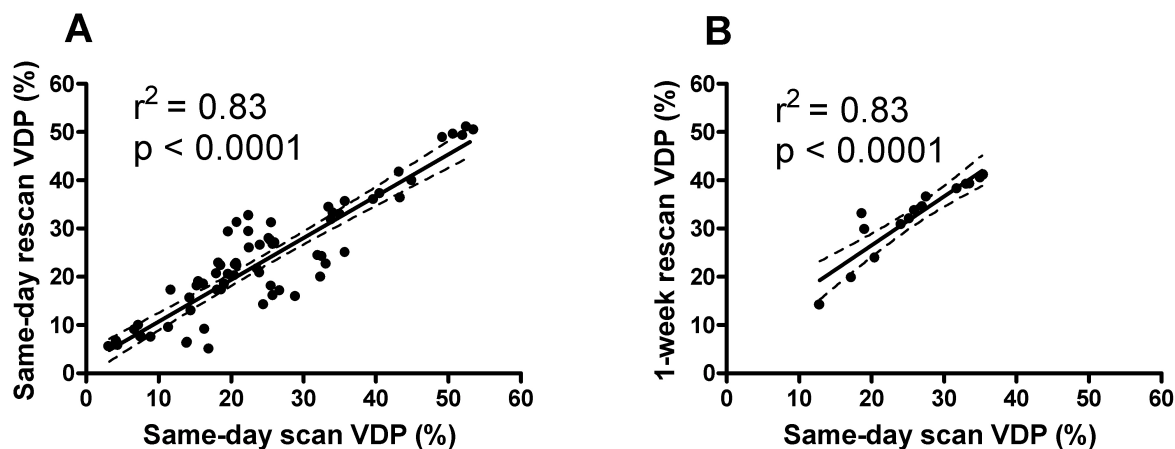 A
Same-day rescan VDP (%)
60
50
40
30
20
10
0
r² = 0.83
p < 0.0001
0 10 20 30 40 50 60
Same-day scan VDP (%)
B
1-week rescan VDP (%)
60
50
40
30
20
10
0
r² = 0.83
p < 0.0001
0 10 20 30 40 50 60
Same-day scan VDP (%)